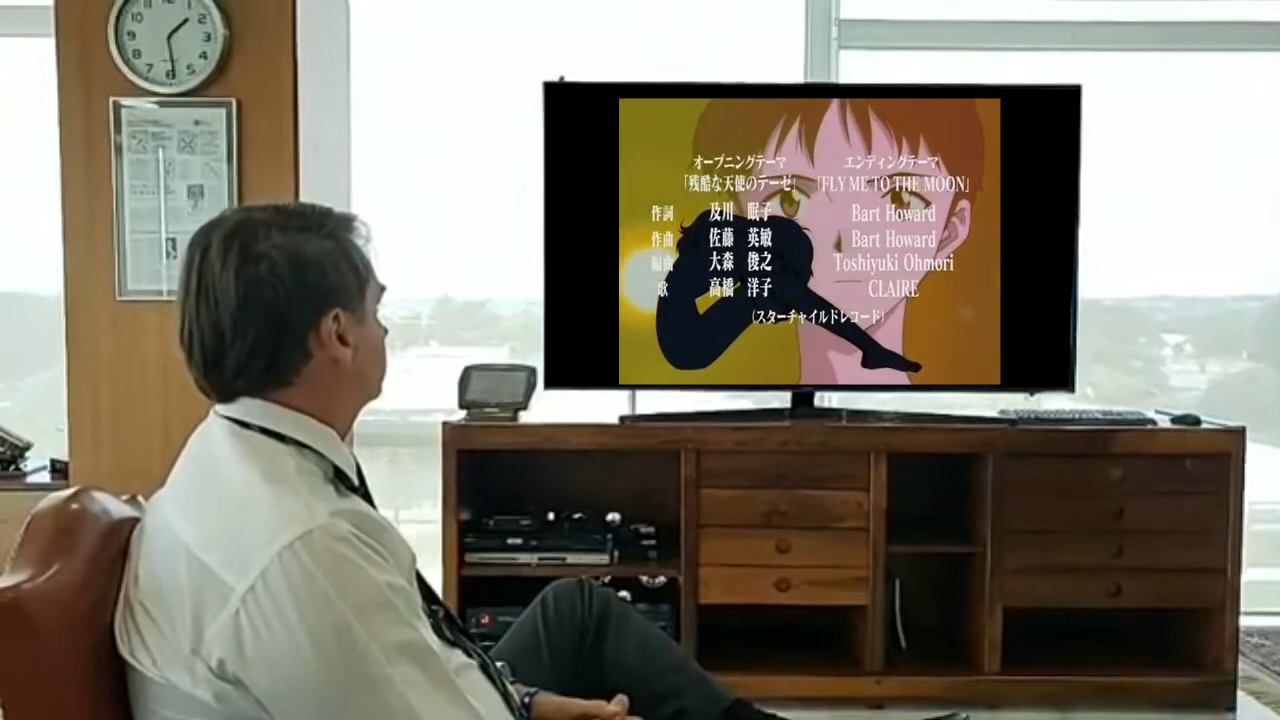 オープニングテーマ エンディングテーマ
「残酷な天使のテーゼ」 「FLY ME TO THE MOON」
作詞 及川 眠子 Bart Howard
作曲 佐藤 英敏 Bart Howard
編曲 大森 俊之 Toshiyuki Ohmori
歌 高橋 洋子 CLAIRE
(スターチャイルドレコード)